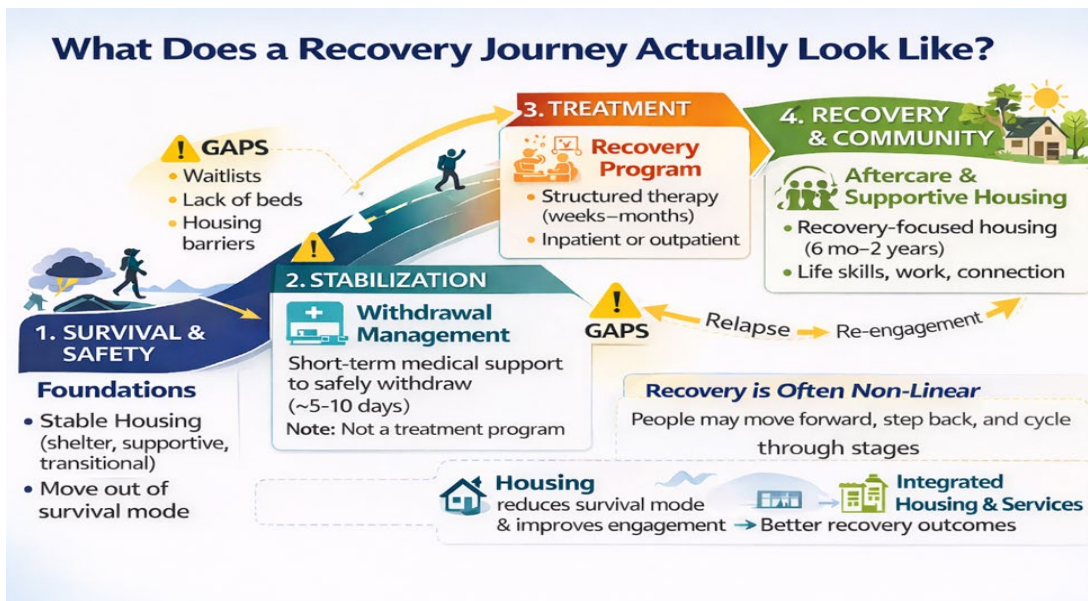 What Does a Recovery Journey Actually Look Like?
GAPS
• Waitlists
• Lack of beds
• Housing
barriers
1. SURVIVAL &
SAFETY
Foundations
• Stable Housing
(shelter, supportive,
transitional)
• Move out of
survival mode
2. STABILIZATION
Withdrawal
Management
Short-term medical support
to safely withdraw
(~5-10 days)
Note: Not a treatment program
3. TREATMENT
Recovery
Program
• Structured therapy
(weeks–months)
• Inpatient or outpatient
4. RECOVERY
& COMMUNITY
Aftercare &
Supportive Housing
• Recovery-focused housing
(6 mo–2 years)
• Life skills, work, connection
GAPS
Relapse
Re-engagement
Recovery is Often Non-Linear
People may move forward, step back, and cycle
through stages
Housing
reduces survival mode
& improves engagement → Better recovery outcomes
Integrated
Housing & Services